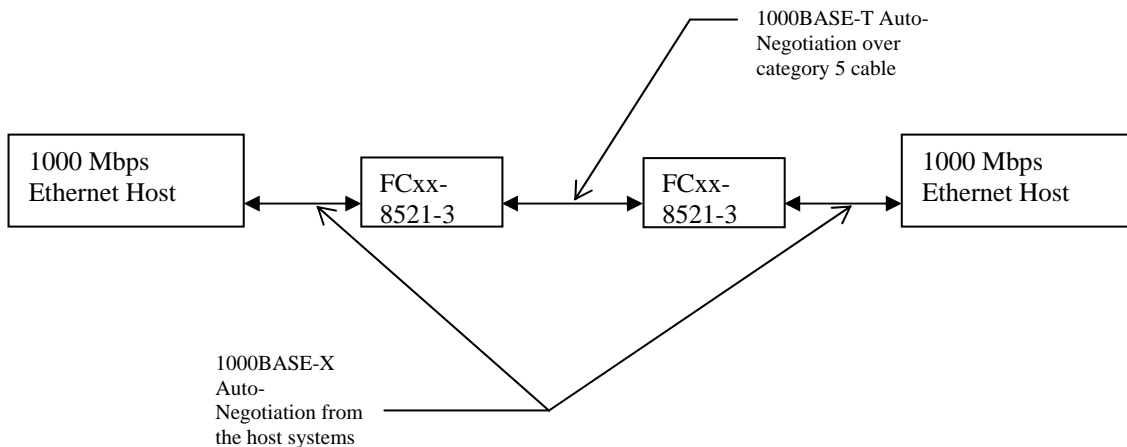 1000BASE-T Auto-
Negotiation over
category 5 cable
1000 Mbps
Ethernet Host
FCxx-
8521-3
FCxx-
8521-3
1000 Mbps
Ethernet Host
1000BASE-X
Auto-
Negotiation from
the host systems